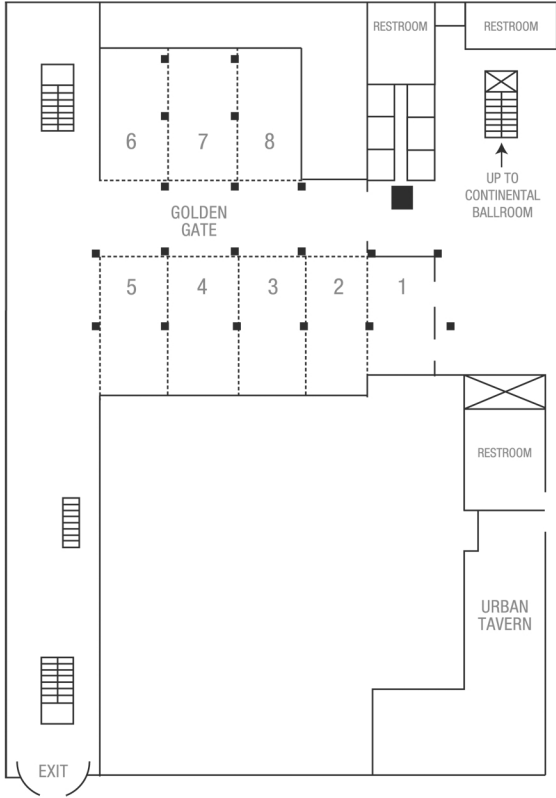 RESTROOM
RESTROOM
6
7
8
UP TO
CONTINENTAL
BALLROOM
GOLDEN
GATE
5
4
3
2
1
RESTROOM
URBAN
TAVERN
EXIT